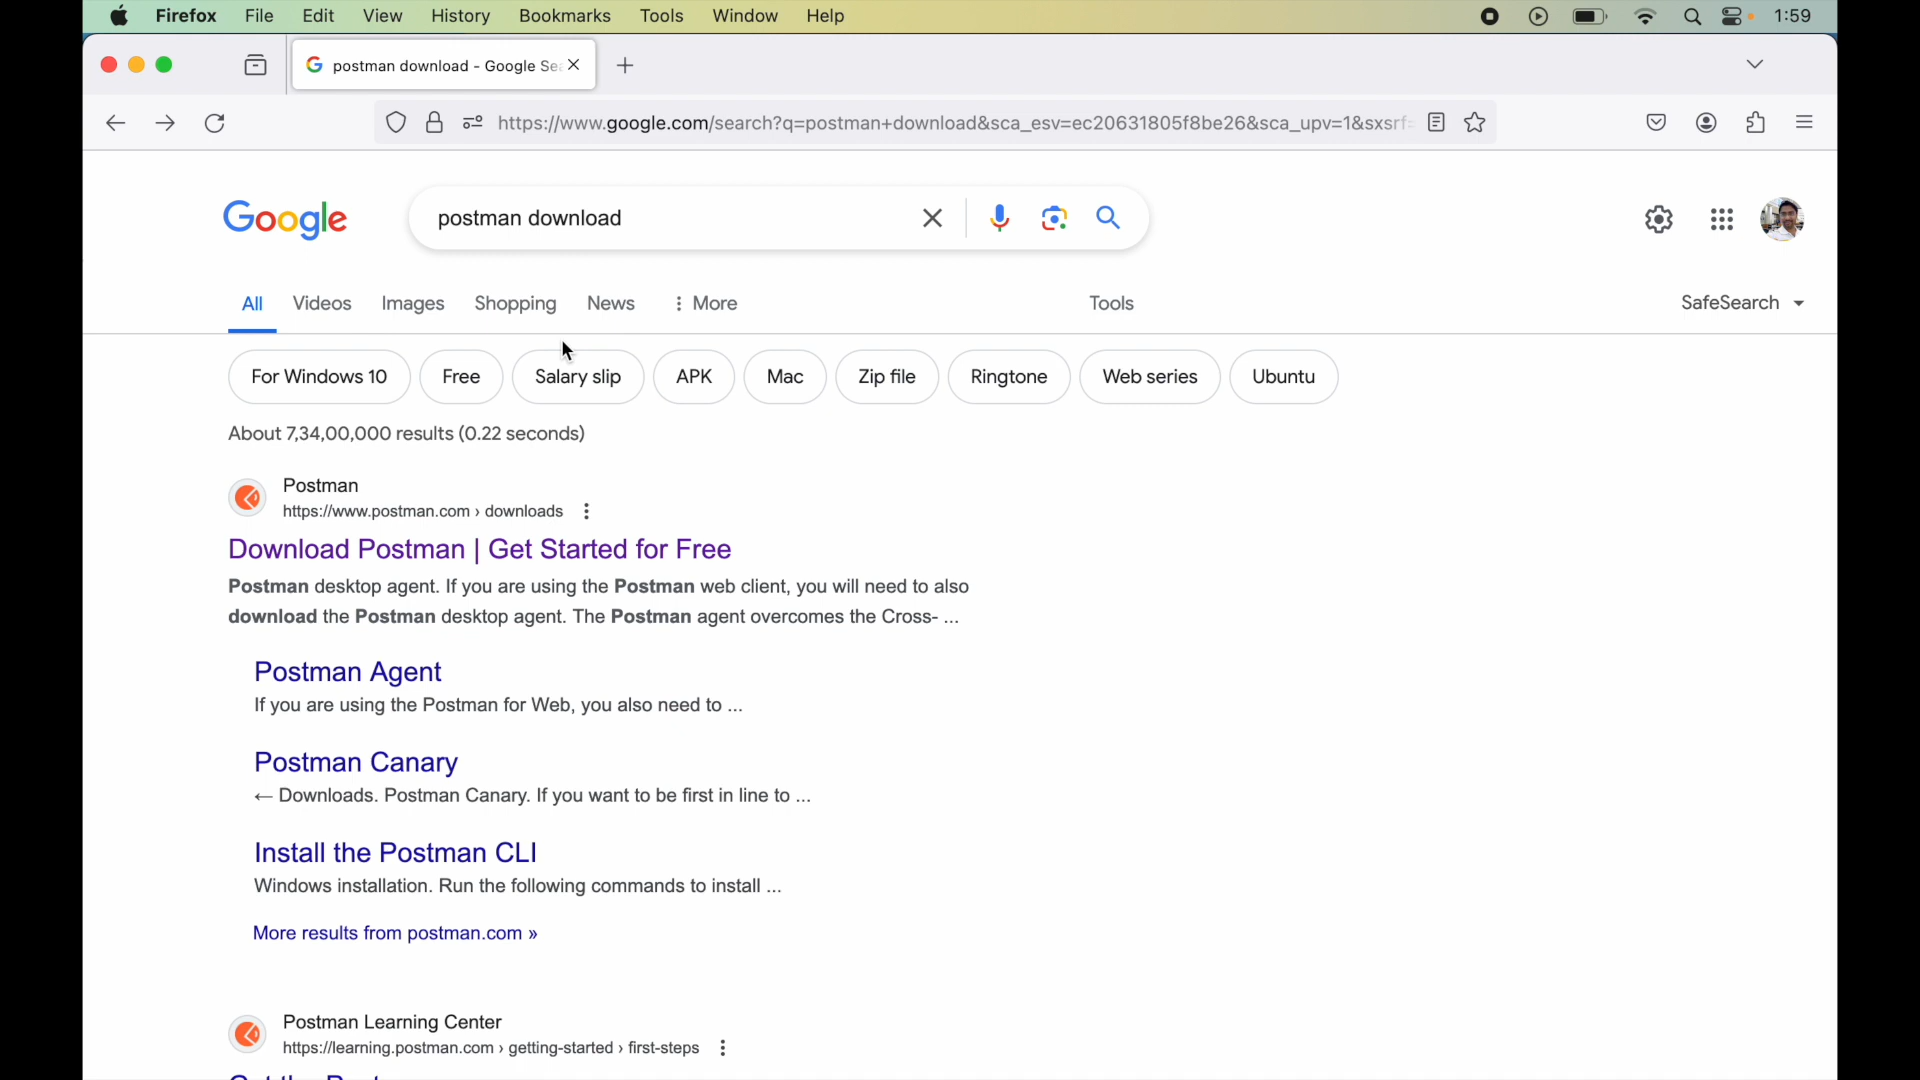 Firefox File Edit View History Bookmarks Tools Window Help 1:59
postman download - Google Se
https://www.google.com/search?q=postman+download&sca_esv=ec20631805f8be26&sca_upv=1&sxsrf=
Google postman download
All Videos Images Shopping News More Tools SafeSearch
For Windows 10 Free Salary slip APK Mac Zip file Ringtone Web series Ubuntu
About 7,34,00,000 results (0.22 seconds)
Postman
https://www.postman.com › downloads
Download Postman | Get Started for Free
Postman desktop agent. If you are using the Postman web client, you will need to also
download the Postman desktop agent. The Postman agent overcomes the Cross- ...
Postman Agent
If you are using the Postman for Web, you also need to ...
Postman Canary
← Downloads. Postman Canary. If you want to be first in line to ...
Install the Postman CLI
Windows installation. Run the following commands to install ...
More results from postman.com »
Postman Learning Center
https://learning.postman.com › getting-started › first-steps